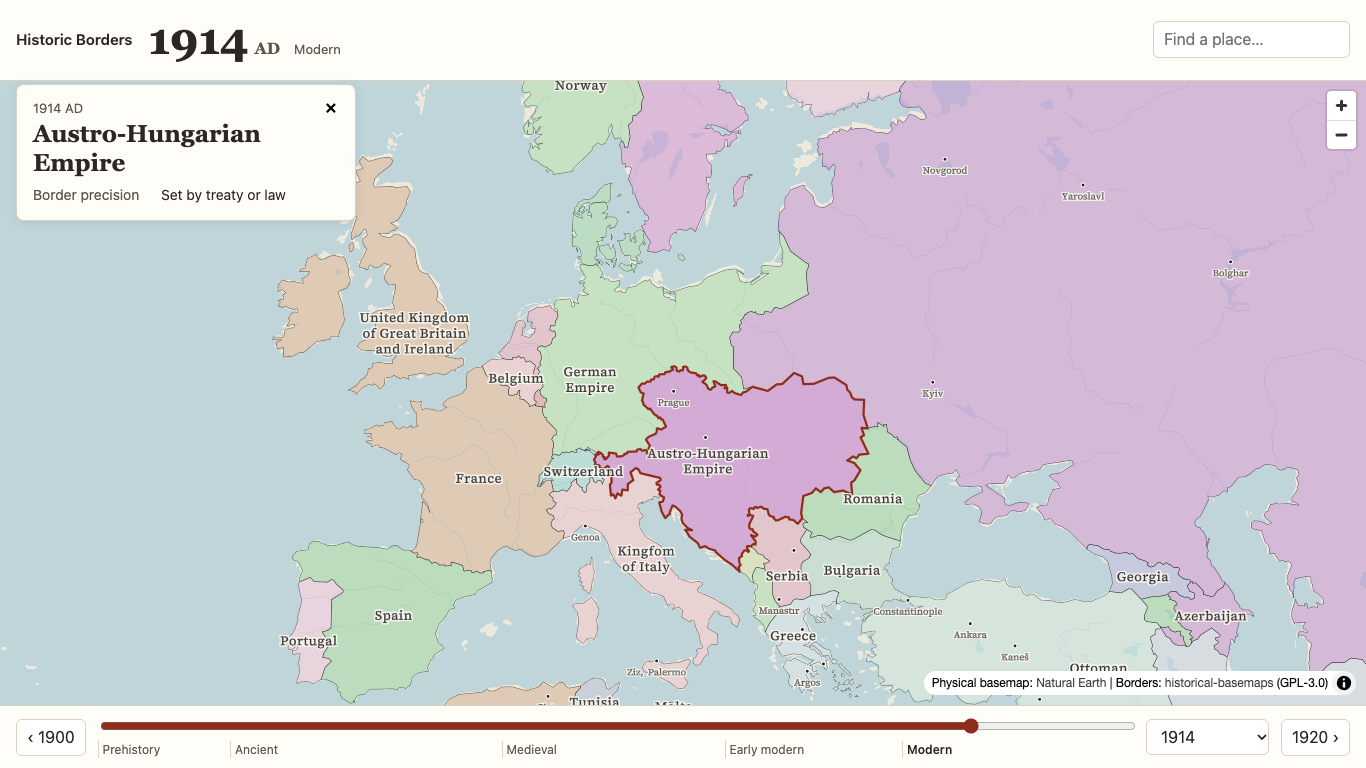 Historic Borders
1914 AD Modern
Find a place...
1914 AD
Austro-Hungarian
Empire
Border precision Set by treaty or law
+
−
Norway
Novgorod
Yaroslavl
Bolghar
United Kingdom
of Great Britain
and Ireland
Belgium
German
Empire
Prague
Kyiv
Austro-Hungarian
Empire
Switzerland
France
Romania
Genoa
Kingfom
of Italy
Serbia
Bulgaria
Georgia
Manastır
Constantinople
Azerbaijan
Spain
Portugal
Greece
Ankara
Kaneš
Ziz, Palermo
Argos
Ottoman
Tunisia
Malta
Physical basemap: Natural Earth | Borders: historical-basemaps (GPL-3.0)
‹ 1900
Prehistory
Ancient
Medieval
Early modern
Modern
1914
1920 ›